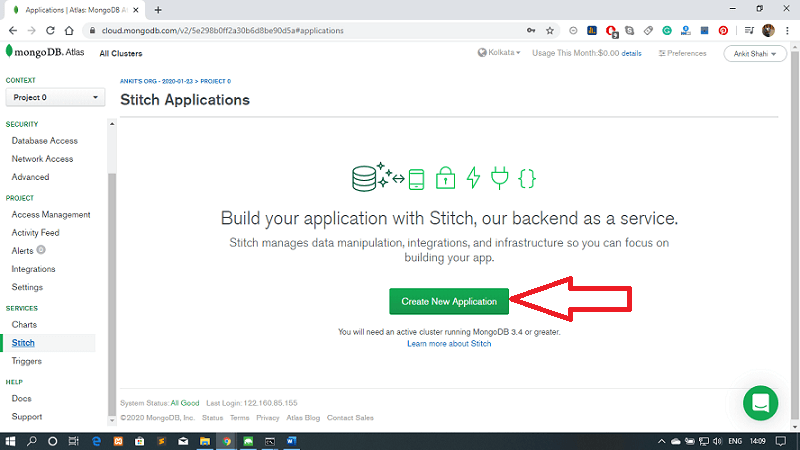 Applications | Atlas: MongoDB At
cloud.mongodb.com/v2/5e298b0ff2a30b6d8be90d5a#applications
mongoDB. Atlas
All Clusters
Kolkata
Usage This Month:$0.00 details
Preferences
Ankit Shahi
CONTEXT
Project 0
SECURITY
Database Access
Network Access
Advanced
PROJECT
Access Management
Activity Feed
Alerts 0
Integrations
Settings
SERVICES
Charts
Stitch
Triggers
HELP
Docs
Support
ANKIT'S ORG - 2020-01-23 > PROJECT 0
Stitch Applications
Build your application with Stitch, our backend as a service.
Stitch manages data manipulation, integrations, and infrastructure so you can focus on
building your app.
Create New Application
You will need an active cluster running MongoDB 3.4 or greater.
Learn more about Stitch
System Status: All Good Last Login: 122.160.85.155
©2020 MongoDB, Inc. Status Terms Privacy Atlas Blog Contact Sales
ENG 14:09